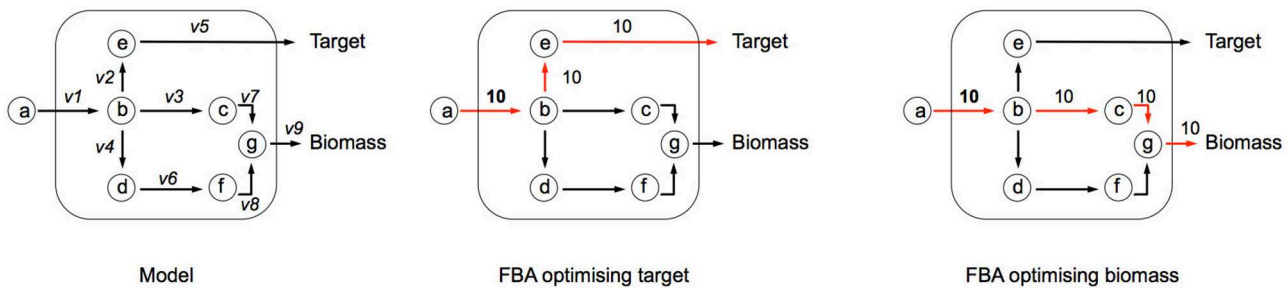 e v5 Target
v2
a v1 b v3 c v7
v4 g v9 Biomass
d v6 f v8
Model
e 10 Target
10
a 10 b c
g Biomass
d f
FBA optimising target
e Target
a 10 b 10 c 10
g 10 Biomass
d f
FBA optimising biomass